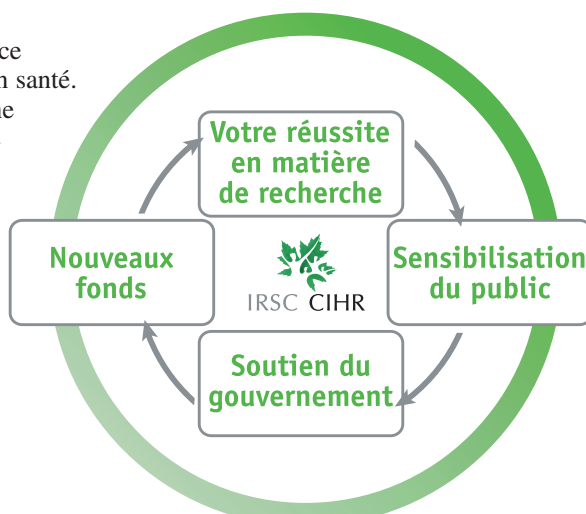 n santé.
Votre réussite
en matière
de recherche
Nouveaux
fonds
Sensibilisation
du public
IRSC CIHR
Soutien du
gouvernement